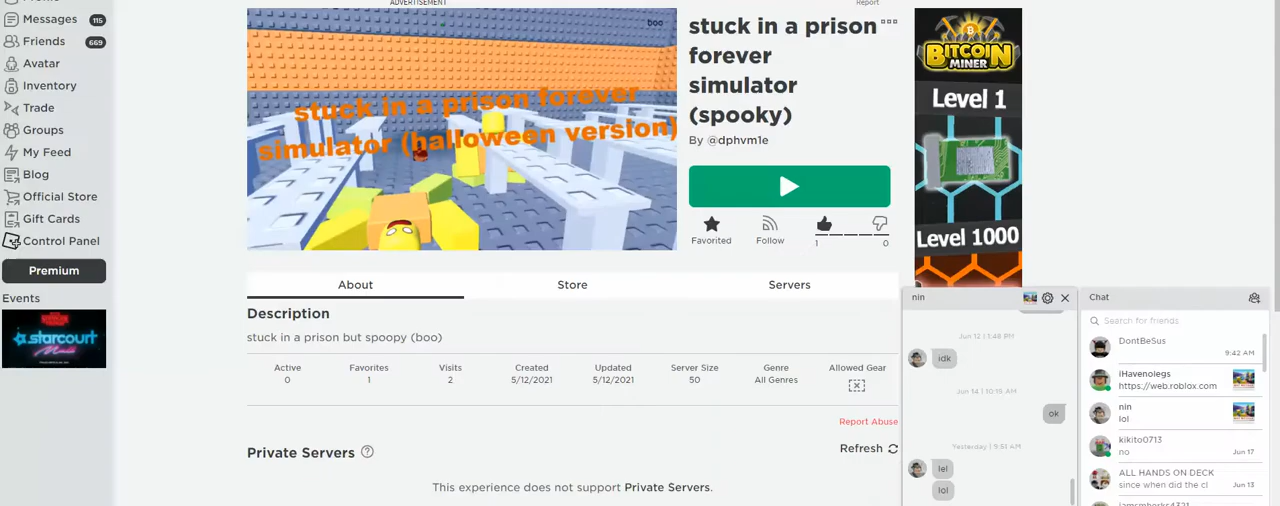 Messages 115
Friends 669
Avatar
Inventory
Trade
Groups
My Feed
Blog
Official Store
Gift Cards
Control Panel
Premium
Events
starcourt
ADVERTISEMENT
Report
boo
stuck in a prison forever
simulator (halloween version)
stuck in a prison
forever
simulator
(spooky)
By @dphvm1e
Favorited
Follow
1
0
BITCOIN
MINER
Level 1
Level 1000
About
Store
Servers
Description
stuck in a prison but spoopy (boo)
Active
0
Favorites
1
Visits
2
Created
5/12/2021
Updated
5/12/2021
Server Size
50
Genre
All Genres
Allowed Gear
Report Abuse
Private Servers
Refresh
This experience does not support Private Servers.
nin
Jun 12 | 1:48 PM
idk
Jun 14 | 10:15 AM
ok
Yesterday | 9:51 AM
lel
lol
Chat
Search for friends
DontBeSus
9:42 AM
iHavenolegs
https://web.roblox.com
nin
lol
kikito0713
no
Jun 17
ALL HANDS ON DECK
since when did the cl
Jun 13